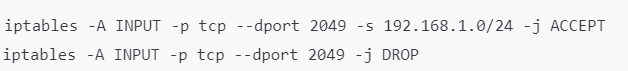 iptables -A INPUT -p tcp --dport 2049 -s 192.168.1.0/24 -j ACCEPT
iptables -A INPUT -p tcp --dport 2049 -j DROP